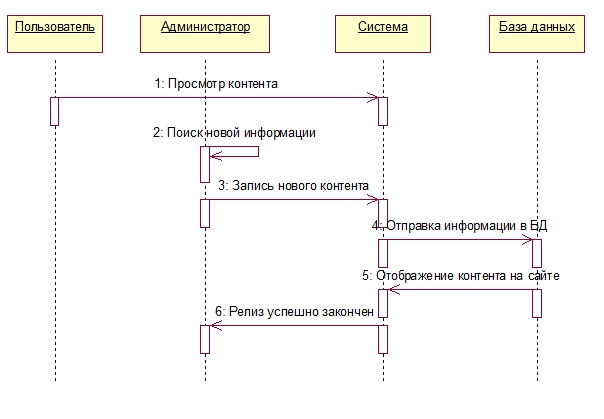 Пользователь
Администратор
Система
База данных
1: Просмотр контента
2: Поиск новой информации
3: Запись нового контента
4: Отправка информации в БД
5: Отображение контента на сайте
6: Релиз успешно закончен